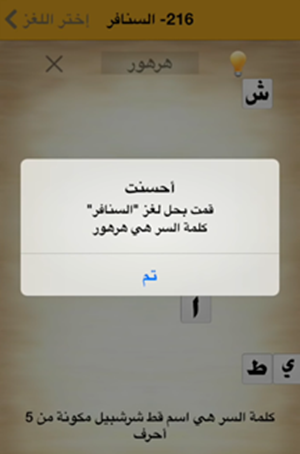 إختر اللغز
216- السنافر
هرهور
ش
أحسنت
قمت بحل لغز "السنافر"
كلمة السر هي هرهور
تم
ا
ي
ط
كلمة السر هي اسم قط شرشبيل مكونة من 5
أحرف